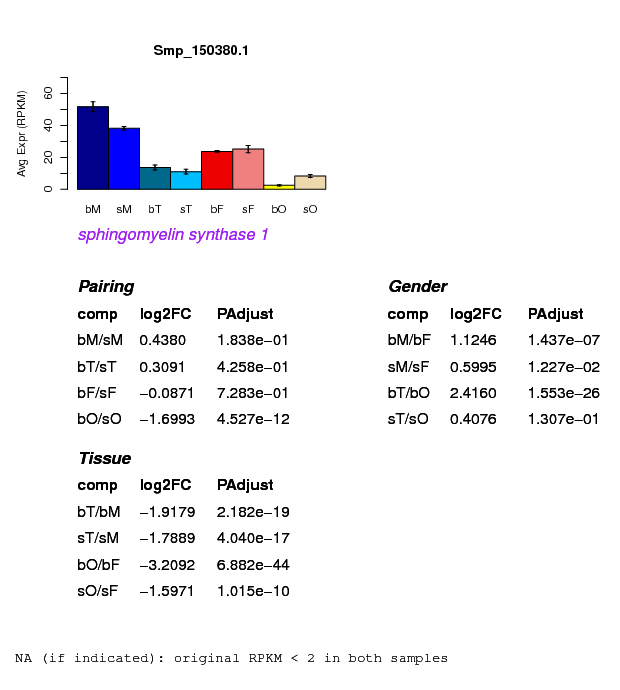 Smp_150380.1
Avg Expr (RPKM)
0 20 40 60
bM sM bT sT bF sF bO sO
sphingomyelin synthase 1
Pairing
comp log2FC PAdjust
bM/sM 0.4380 1.838e−01
bT/sT 0.3091 4.258e−01
bF/sF −0.0871 7.283e−01
bO/sO −1.6993 4.527e−12
Gender
comp log2FC PAdjust
bM/bF 1.1246 1.437e−07
sM/sF 0.5995 1.227e−02
bT/bO 2.4160 1.553e−26
sT/sO 0.4076 1.307e−01
Tissue
comp log2FC PAdjust
bT/bM −1.9179 2.182e−19
sT/sM −1.7889 4.040e−17
bO/bF −3.2092 6.882e−44
sO/sF −1.5971 1.015e−10
NA (if indicated): original RPKM < 2 in both samples